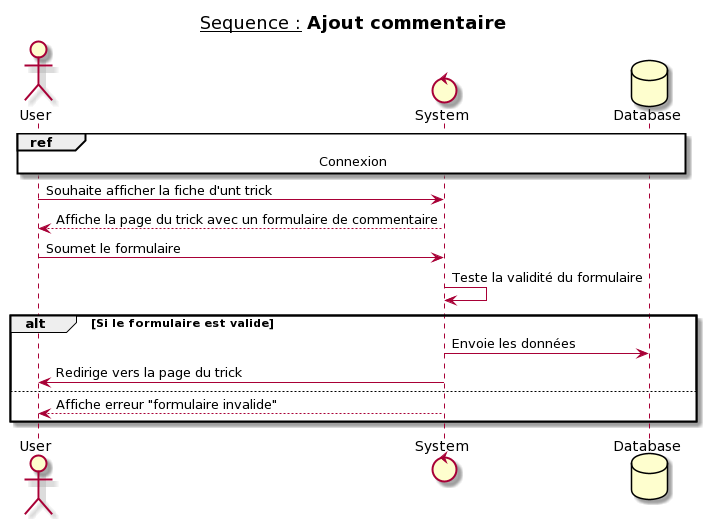 Sequence : Ajout commentaire
User
System
Database
ref
Connexion
Souhaite afficher la fiche d'unt trick
Affiche la page du trick avec un formulaire de commentaire
Soumet le formulaire
Teste la validité du formulaire
alt [Si le formulaire est valide]
Envoie les données
Redirige vers la page du trick
Affiche erreur "formulaire invalide"
User
System
Database